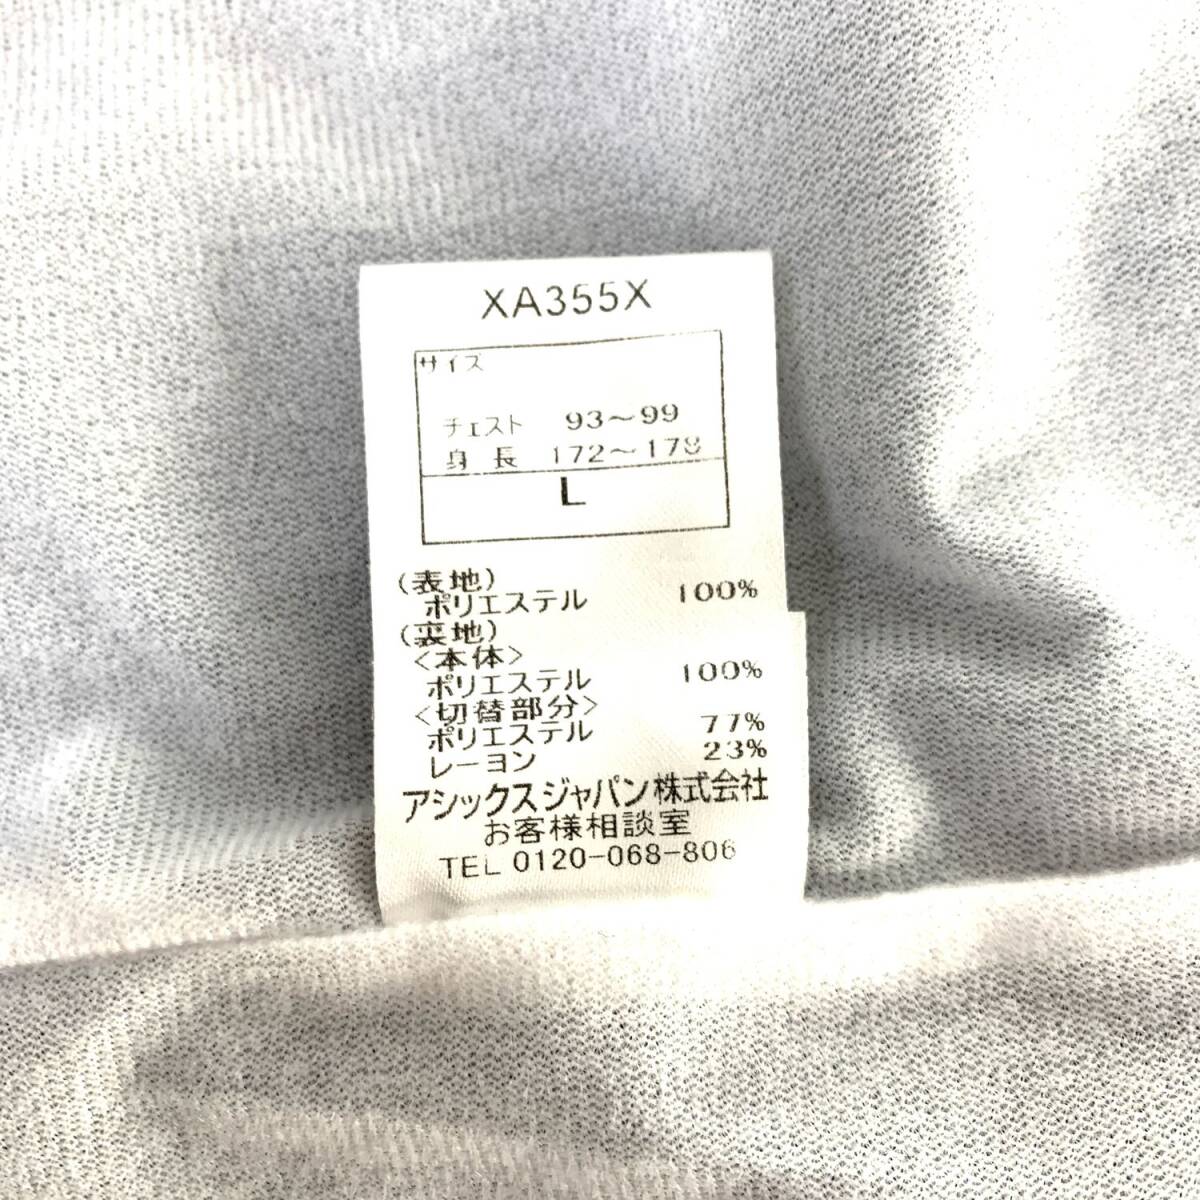 XA355X
サイズ
チェスト 93～99
身長 172～178
L
(表地)
ポリエステル 100%
(裏地)
<本体>
ポリエステル 100%
<切替部分>
ポリエステル 77%
レーヨン 23%
アシックスジャパン株式会社
お客様相談室
TEL 0120-068-806